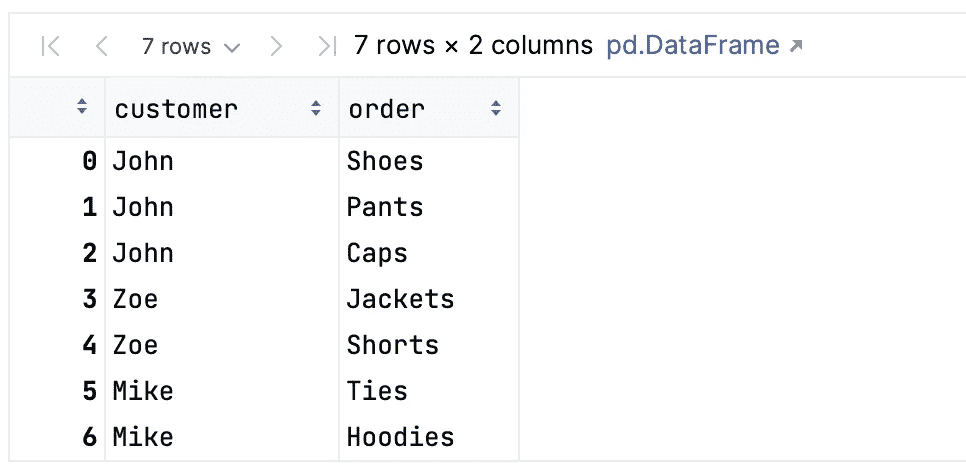 7 rows 7 rows × 2 columns pd.DataFrame
customer order
0 John Shoes
1 John Pants
2 John Caps
3 Zoe Jackets
4 Zoe Shorts
5 Mike Ties
6 Mike Hoodies